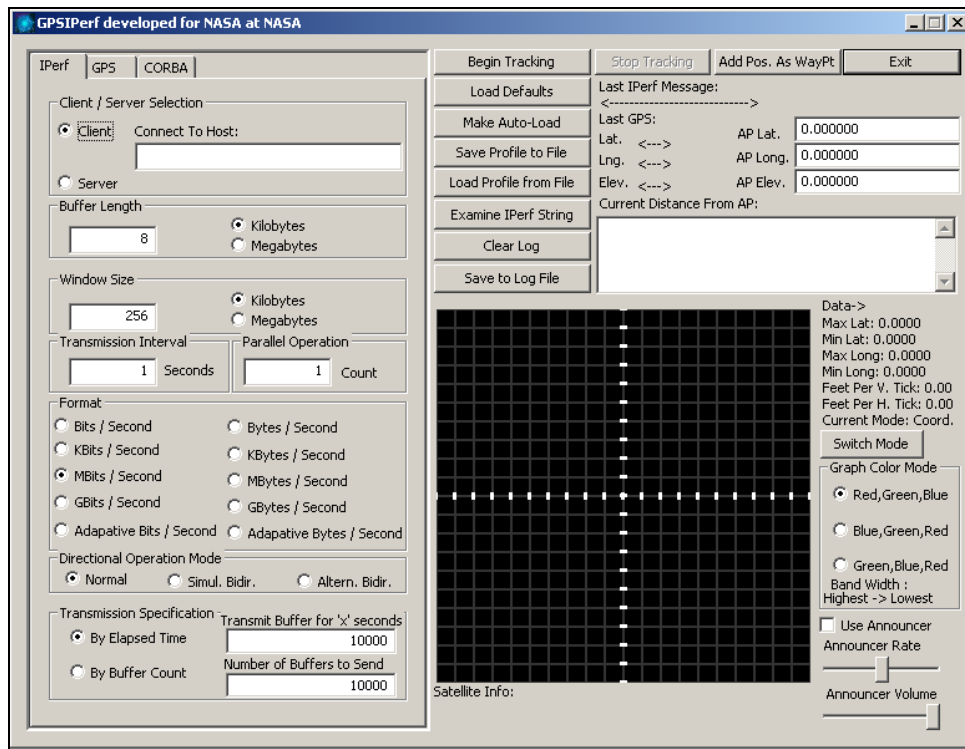 GPSIPerf developed for NASA at NASA
IPerf GPS CORBA
Client / Server Selection
Client Connect To Host:
Server
Buffer Length
8
Kilobytes
Megabytes
Window Size
256
Kilobytes
Megabytes
Transmission Interval
1 Seconds
Parallel Operation
1 Count
Format
Bits / Second
KBits / Second
MBits / Second
GBits / Second
Adapative Bits / Second
Bytes / Second
KBytes / Second
MBytes / Second
GBytes / Second
Adapative Bytes / Second
Directional Operation Mode
Normal Simul. Bidir. Altern. Bidir.
Transmission Specification
By Elapsed Time
By Buffer Count
Transmit Buffer for 'x' seconds
10000
Number of Buffers to Send
10000
Begin Tracking
Load Defaults
Make Auto-Load
Save Profile to File
Load Profile from File
Examine IPerf String
Clear Log
Save to Log File
Stop Tracking
Add Pos. As WayPt
Exit
Last IPerf Message:
<---------------------------->
Last GPS:
Lat. <--->
Lng. <--->
Elev. <--->
AP Lat. 0.000000
AP Long. 0.000000
AP Elev. 0.000000
Current Distance From AP:
Data->
Max Lat: 0.0000
Min Lat: 0.0000
Max Long: 0.0000
Min Long: 0.0000
Feet Per V. Tick: 0.00
Feet Per H. Tick: 0.00
Current Mode: Coord.
Switch Mode
Graph Color Mode
Red,Green,Blue
Blue,Green,Red
Green,Blue,Red
Band Width :
Highest -> Lowest
Use Announcer
Announcer Rate
Announcer Volume
Satellite Info: